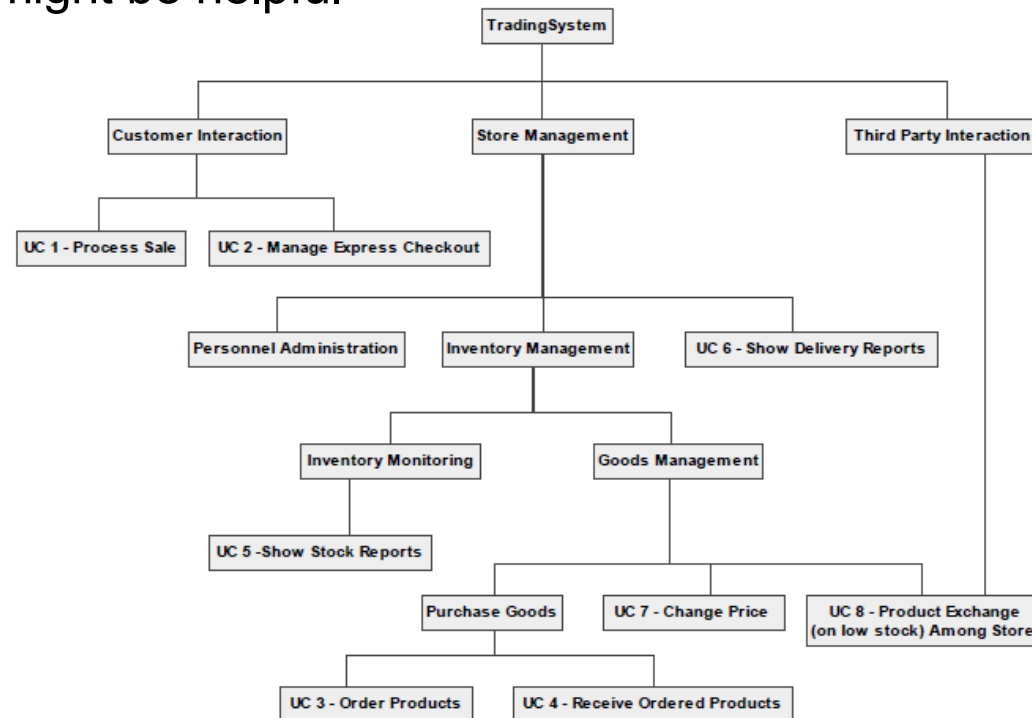 might be helpful
TradingSystem
Customer Interaction
Store Management
Third Party Interaction
UC 1 - Process Sale
UC 2 - Manage Express Checkout
Personnel Administration
Inventory Management
UC 6 - Show Delivery Reports
Inventory Monitoring
Goods Management
UC 5 -Show Stock Reports
Purchase Goods
UC 7 - Change Price
UC 8 - Product Exchange
(on low stock) Among Store
UC 3 - Order Products
UC 4 - Receive Ordered Products